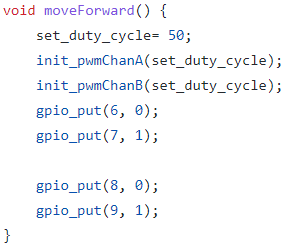 void moveForward() {
    set_duty_cycle= 50;
    init_pwmChanA(set_duty_cycle);
    init_pwmChanB(set_duty_cycle);
    gpio_put(6, 0);
    gpio_put(7, 1);

    gpio_put(8, 0);
    gpio_put(9, 1);
}